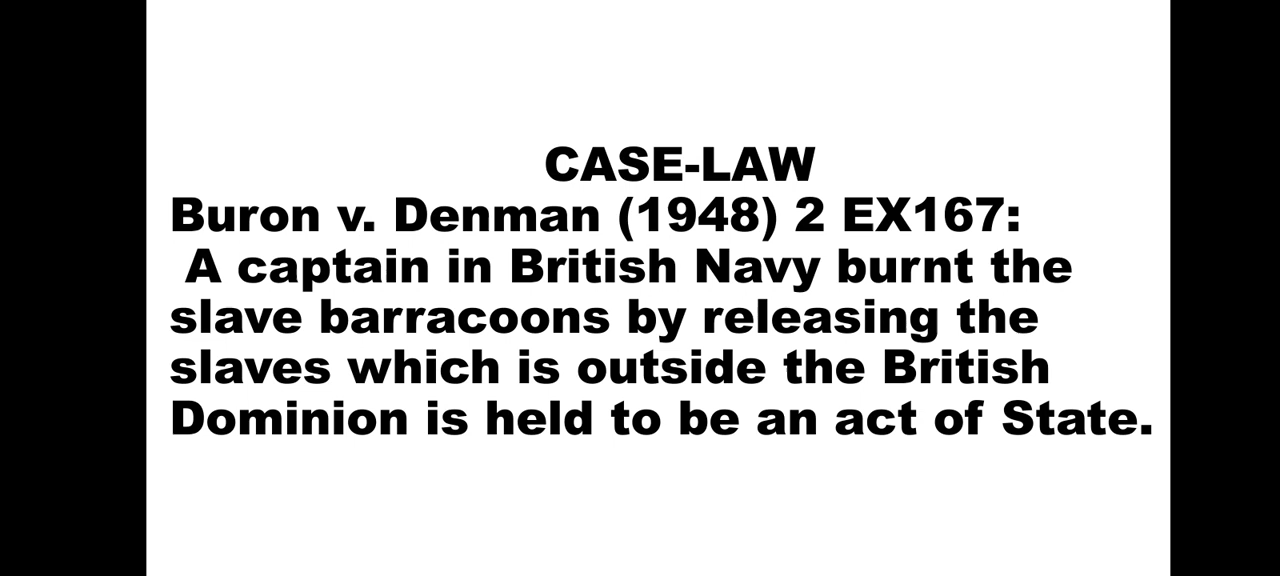 CASE-LAW
Buron v. Denman (1948) 2 EX167:
A captain in British Navy burnt the
slave barracoons by releasing the
slaves which is outside the British
Dominion is held to be an act of State.